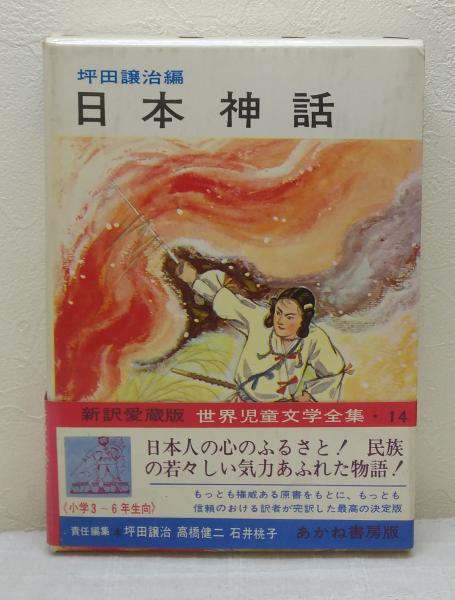 坪田譲治編
日本神話
新訳愛蔵版 世界児童文学全集・14
日本人の心のふるさと! 民族
の若々しい気力あふれた物語!
もっとも権威ある原書をもとに、もっとも
信頼のおける訳者が完訳した最高の決定版
《小学3～6年生向》
責任編集 坪田譲治 高橋健二 石井桃子 あかね書房版